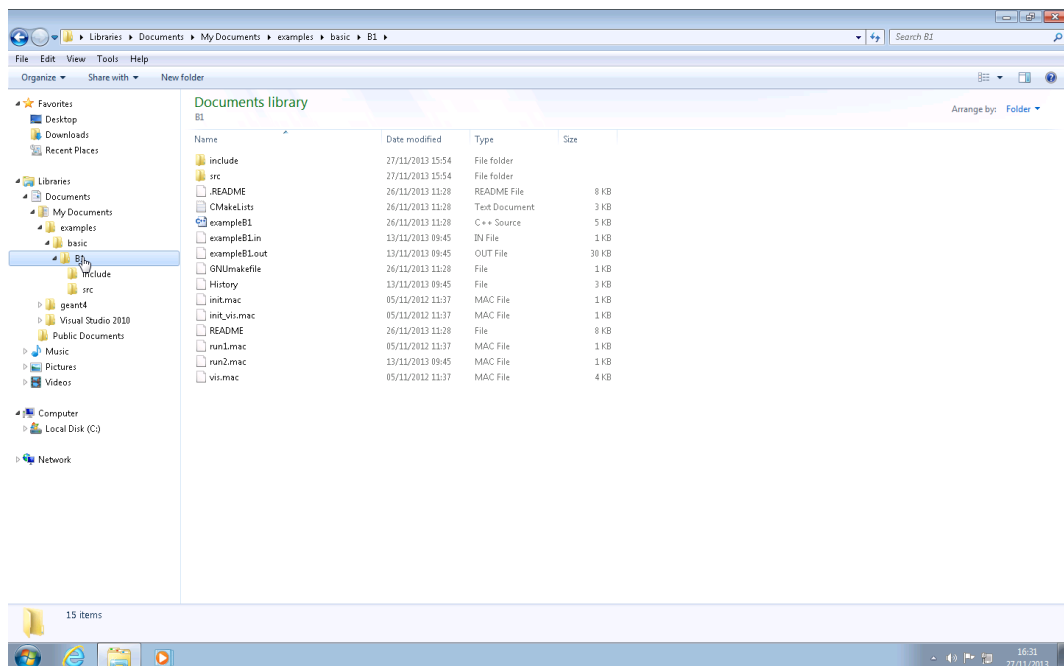 Libraries Documents My Documents examples basic B1 Search B1
File Edit View Tools Help
Organize Share with New folder
Favorites
Desktop
Downloads
Recent Places
Libraries
Documents
My Documents
examples
basic
B1
include
src
geant4
Visual Studio 2010
Public Documents
Music
Pictures
Videos
Computer
Local Disk (C:)
Network
Documents library
B1
Arrange by: Folder
Name Date modified Type Size
include 27/11/2013 15:54 File folder
src 27/11/2013 15:54 File folder
.README 26/11/2013 11:28 README File 8 KB
CMakeLists 26/11/2013 11:28 Text Document 3 KB
exampleB1 26/11/2013 11:28 C++ Source 5 KB
exampleB1.in 13/11/2013 09:45 IN File 1 KB
exampleB1.out 13/11/2013 09:45 OUT File 30 KB
GNUmakefile 26/11/2013 11:28 File 1 KB
History 13/11/2013 09:45 File 3 KB
init.mac 05/11/2012 11:37 MAC File 1 KB
init_vis.mac 05/11/2012 11:37 MAC File 1 KB
README 26/11/2013 11:28 File 8 KB
run1.mac 05/11/2012 11:37 MAC File 1 KB
run2.mac 13/11/2013 09:45 MAC File 1 KB
vis.mac 05/11/2012 11:37 MAC File 4 KB
15 items
16:31
27/11/2013